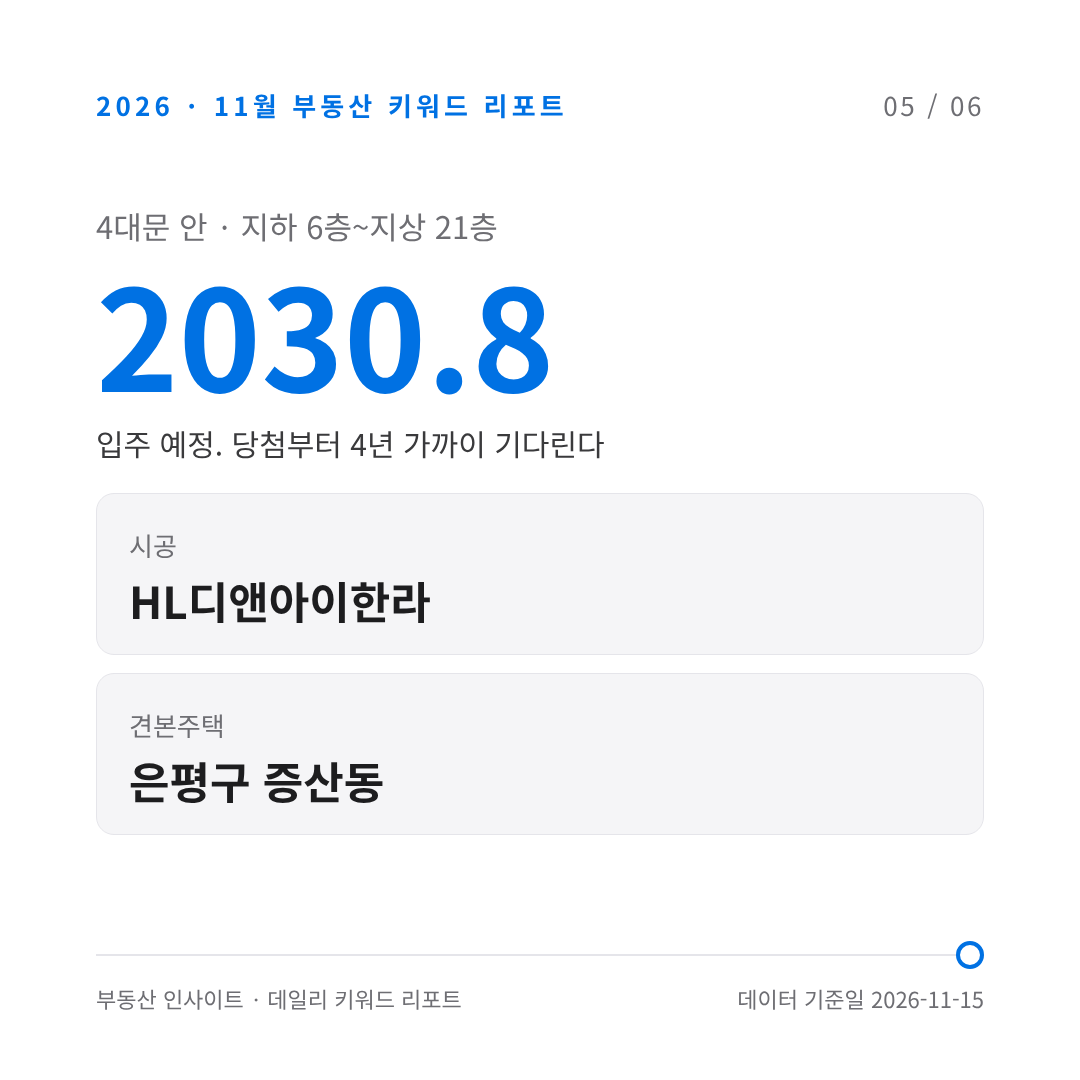 2026 · 11월 부동산 키워드 리포트
05 / 06
4대문 안 · 지하 6층~지상 21층
2030.8
입주 예정. 당첨부터 4년 가까이 기다린다
시공
HL디앤아이한라
견본주택
은평구 증산동
부동산 인사이트 · 데일리 키워드 리포트
데이터 기준일 2026-11-15